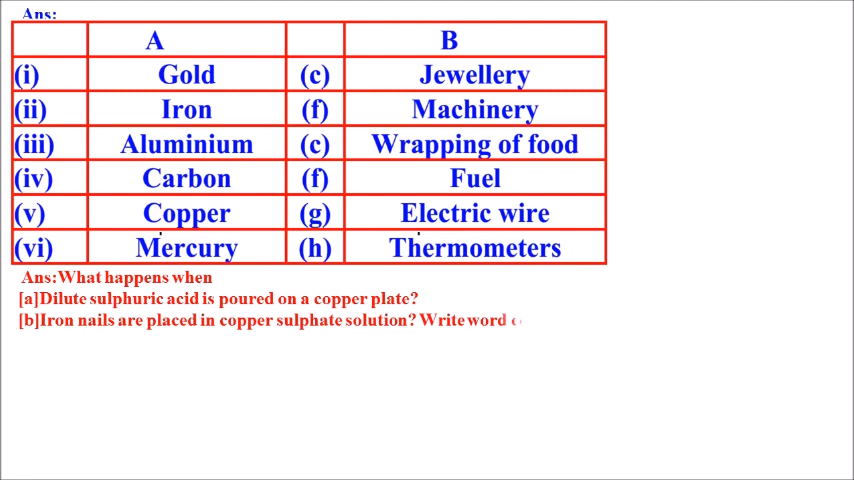 Ans:
A B
(i) Gold (c) Jewellery
(ii) Iron (f) Machinery
(iii) Aluminium (c) Wrapping of food
(iv) Carbon (f) Fuel
(v) Copper (g) Electric wire
(vi) Mercury (h) Thermometers
Ans:What happens when
[a]Dilute sulphuric acid is poured on a copper plate?
[b]Iron nails are placed in copper sulphate solution? Write word